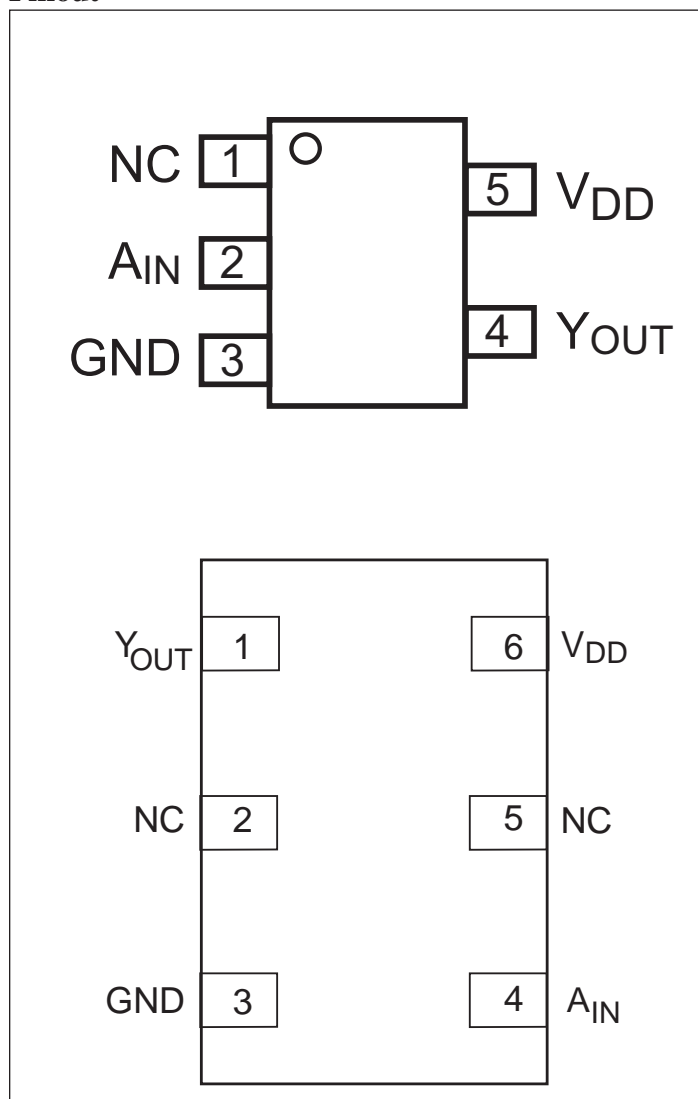 Pinout
NC 1
5 VDD
AIN 2
4 YOUT
GND 3
YOUT 1
6 VDD
NC 2
5 NC
GND 3
4 AIN